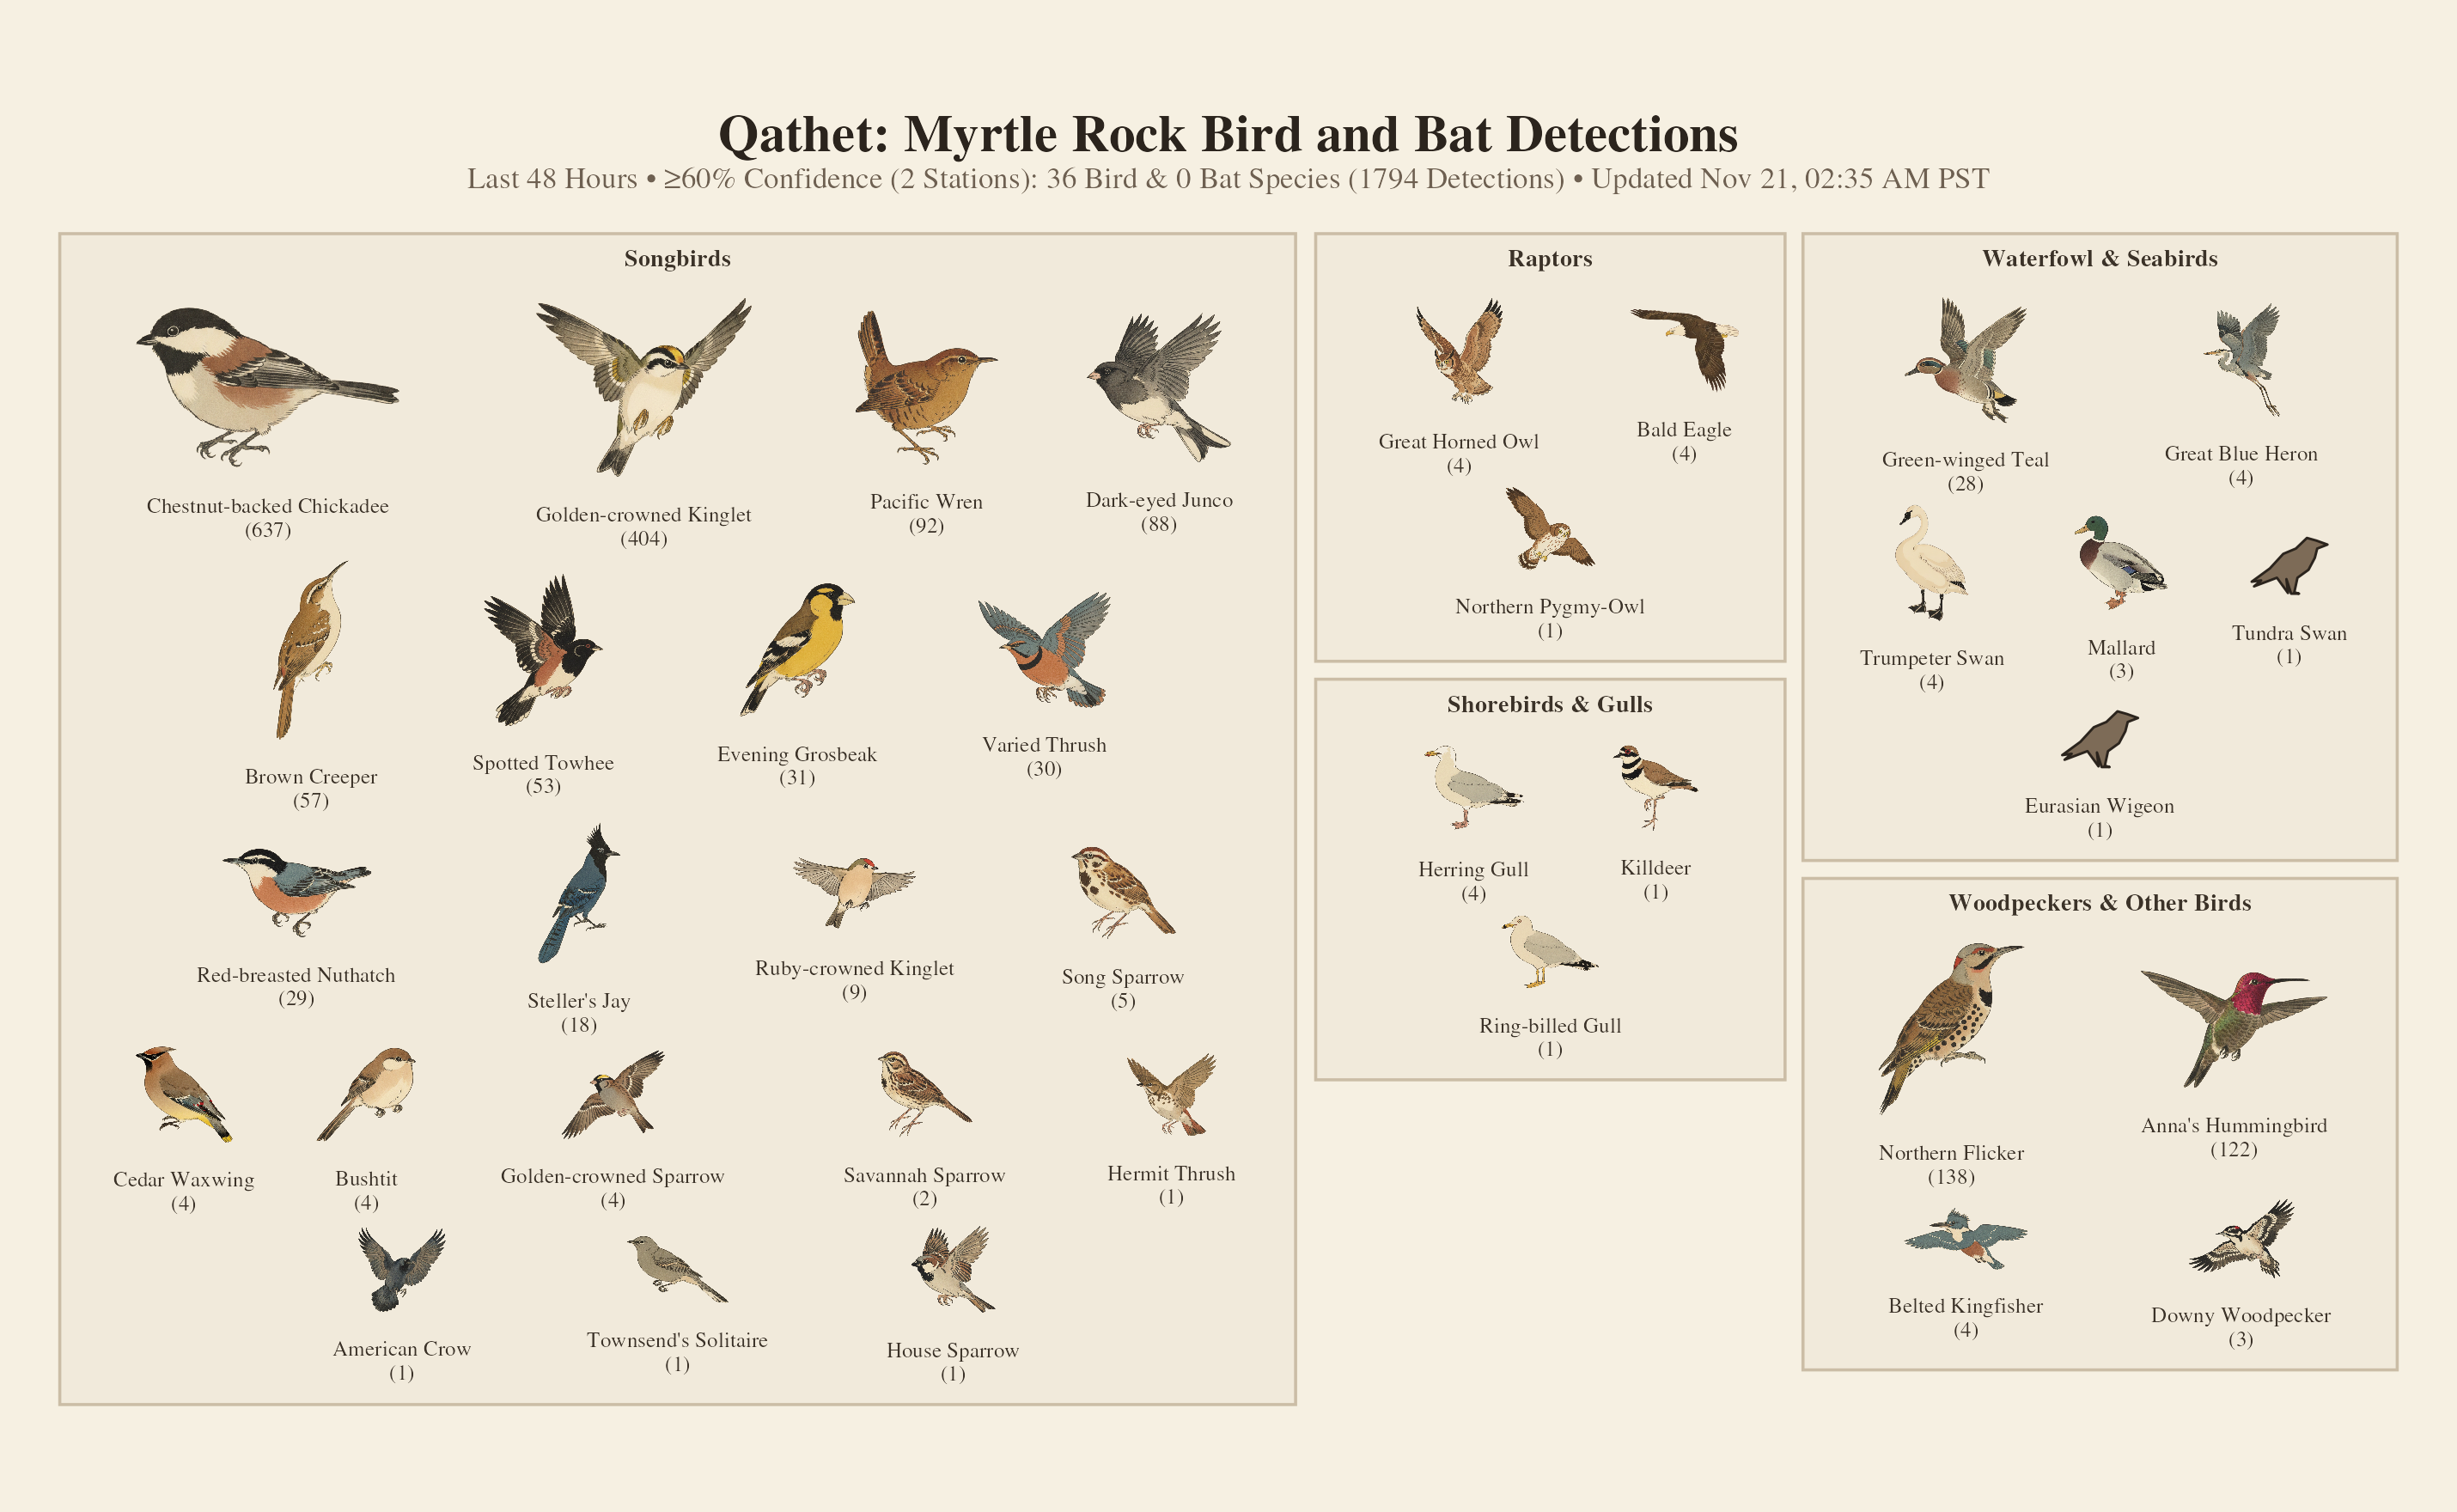 Qathet: Myrtle Rock Bird and Bat Detections
Last 48 Hours • ≥60% Confidence (2 Stations): 36 Bird & 0 Bat Species (1794 Detections) • Updated Nov 21, 02:35 AM PST
Songbirds
Chestnut-backed Chickadee
(637)
Golden-crowned Kinglet
(404)
Pacific Wren
(92)
Dark-eyed Junco
(88)
Brown Creeper
(57)
Spotted Towhee
(53)
Evening Grosbeak
(31)
Varied Thrush
(30)
Red-breasted Nuthatch
(29)
Steller's Jay
(18)
Ruby-crowned Kinglet
(9)
Song Sparrow
(5)
Cedar Waxwing
(4)
Bushtit
(4)
Golden-crowned Sparrow
(4)
Savannah Sparrow
(2)
Hermit Thrush
(1)
American Crow
(1)
Townsend's Solitaire
(1)
House Sparrow
(1)
Raptors
Great Horned Owl
(4)
Bald Eagle
(4)
Northern Pygmy-Owl
(1)
Shorebirds & Gulls
Herring Gull
(4)
Killdeer
(1)
Ring-billed Gull
(1)
Waterfowl & Seabirds
Green-winged Teal
(28)
Great Blue Heron
(4)
Trumpeter Swan
(4)
Mallard
(3)
Tundra Swan
(1)
Eurasian Wigeon
(1)
Woodpeckers & Other Birds
Northern Flicker
(138)
Anna's Hummingbird
(122)
Belted Kingfisher
(4)
Downy Woodpecker
(3)